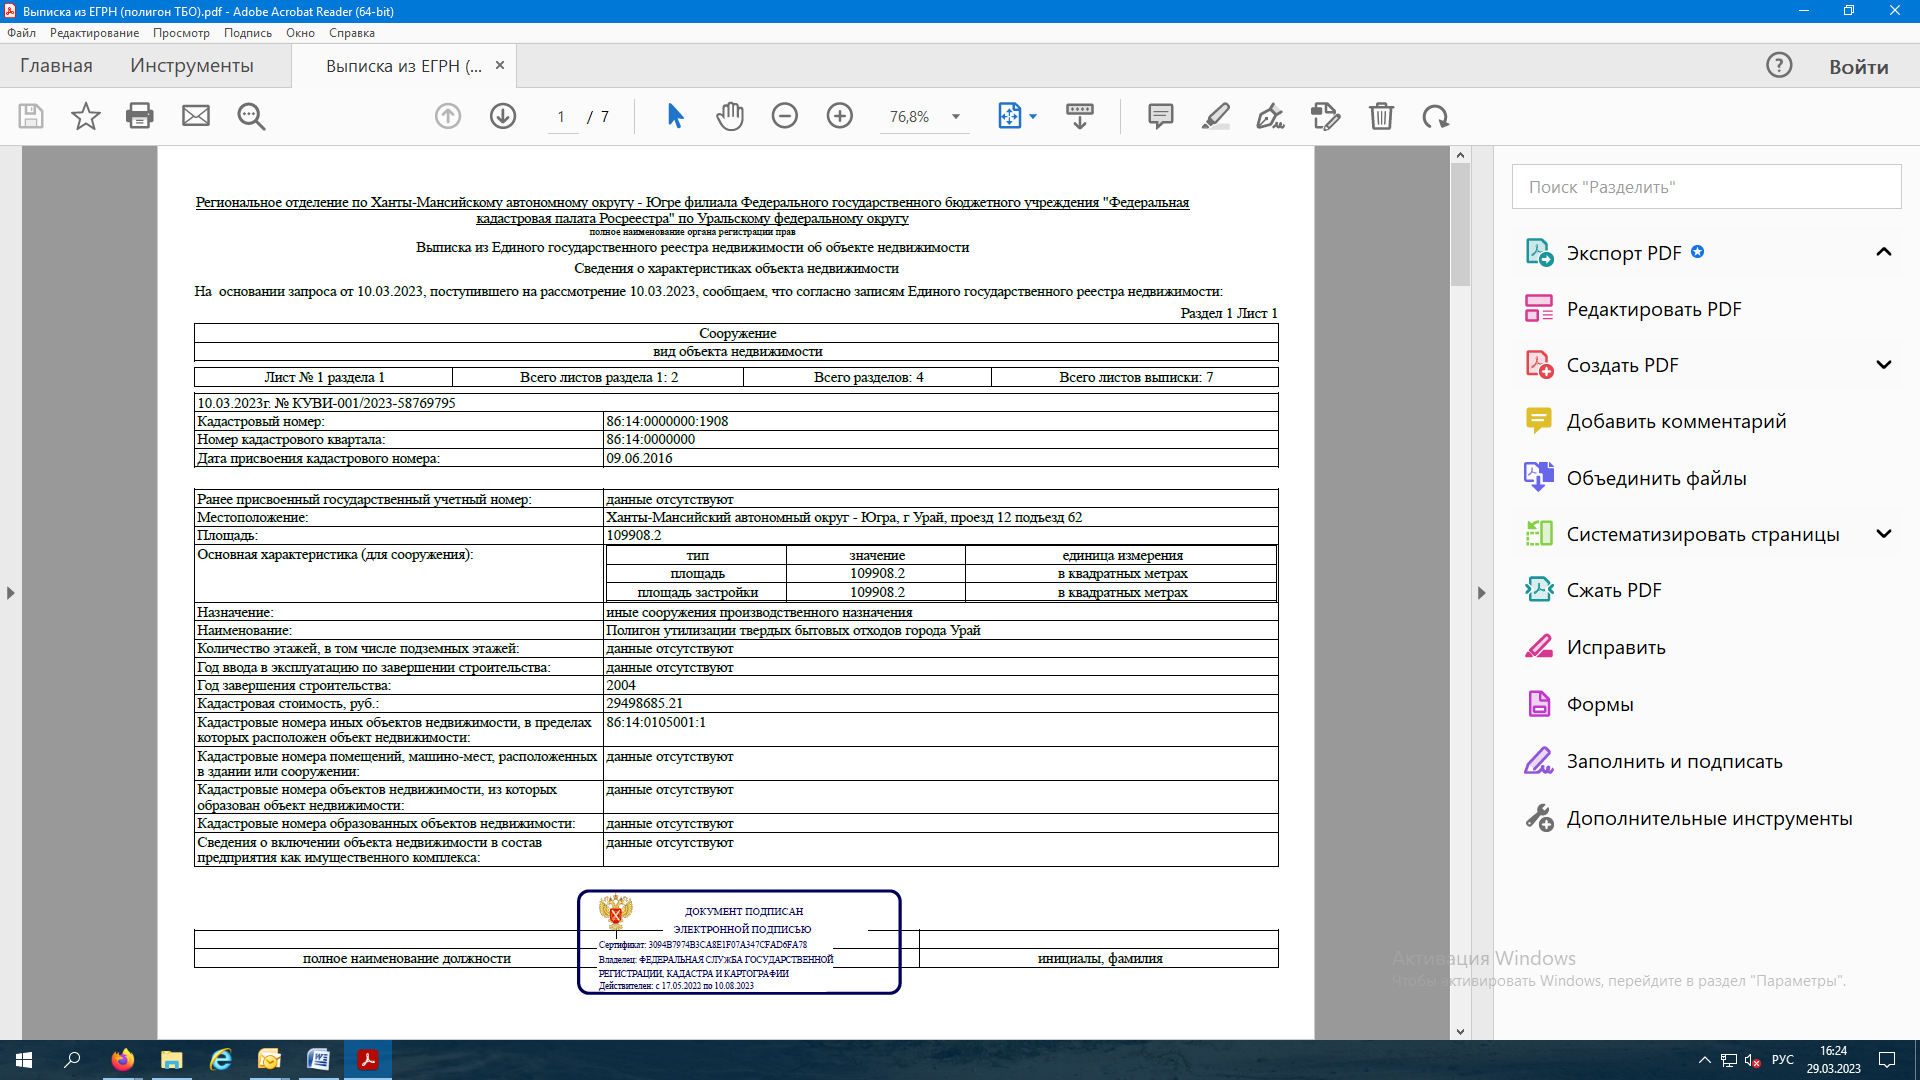 Выписка из ЕГРН (полигон ТБО).pdf - Adobe Acrobat Reader (64-bit)
Файл Редактирование Просмотр Подпись Окно Справка
Главная Инструменты Выписка из ЕГРН (... × Войти
1 / 7 76,8%
Региональное отделение по Ханты-Мансийскому автономному округу - Югре филиала Федерального государственного бюджетного учреждения "Федеральная
кадастровая палата Росреестра" по Уральскому федеральному округу
полное наименование органа регистрации прав
Выписка из Единого государственного реестра недвижимости об объекте недвижимости
Сведения о характеристиках объекта недвижимости
На основании запроса от 10.03.2023, поступившего на рассмотрение 10.03.2023, сообщаем, что согласно записям Единого государственного реестра недвижимости:
Раздел 1 Лист 1
Сооружение
вид объекта недвижимости
Лист № 1 раздела 1 Всего листов раздела 1: 2 Всего разделов: 4 Всего листов выписки: 7
10.03.2023г. № КУВИ-001/2023-58769795
Кадастровый номер: 86:14:0000000:1908
Номер кадастрового квартала: 86:14:0000000
Дата присвоения кадастрового номера: 09.06.2016
Ранее присвоенный государственный учетный номер: данные отсутствуют
Местоположение: Ханты-Мансийский автономный округ - Югра, г Урай, проезд 12 подъезд 62
Площадь: 109908.2
Основная характеристика (для сооружения): тип значение единица измерения
площадь 109908.2 в квадратных метрах
площадь застройки 109908.2 в квадратных метрах
Назначение: иные сооружения производственного назначения
Наименование: Полигон утилизации твердых бытовых отходов города Урай
Количество этажей, в том числе подземных этажей: данные отсутствуют
Год ввода в эксплуатацию по завершении строительства: данные отсутствуют
Год завершения строительства: 2004
Кадастровая стоимость, руб.: 29498685.21
Кадастровые номера иных объектов недвижимости, в пределах 86:14:0105001:1
которых расположен объект недвижимости:
Кадастровые номера помещений, машино-мест, расположенных данные отсутствуют
в здании или сооружении:
Кадастровые номера объектов недвижимости, из которых данные отсутствуют
образован объект недвижимости:
Кадастровые номера образованных объектов недвижимости: данные отсутствуют
Сведения о включении объекта недвижимости в состав данные отсутствуют
предприятия как имущественного комплекса:
ДОКУМЕНТ ПОДПИСАН
ЭЛЕКТРОННОЙ ПОДПИСЬЮ
Сертификат: 3094B7974B3CA8E1F07A347CFAD6FA78
Владелец: ФЕДЕРАЛЬНАЯ СЛУЖБА ГОСУДАРСТВЕННОЙ
РЕГИСТРАЦИИ, КАДАСТРА И КАРТОГРАФИИ
Действителен: с 17.05.2022 по 10.08.2023
полное наименование должности инициалы, фамилия
Поиск "Разделить"
Экспорт PDF
Редактировать PDF
Создать PDF
Добавить комментарий
Объединить файлы
Систематизировать страницы
Сжать PDF
Исправить
Формы
Заполнить и подписать
Дополнительные инструменты
Активация Windows
Чтобы активировать Windows, перейдите в раздел "Параметры".
РУС 16:24
29.03.2023